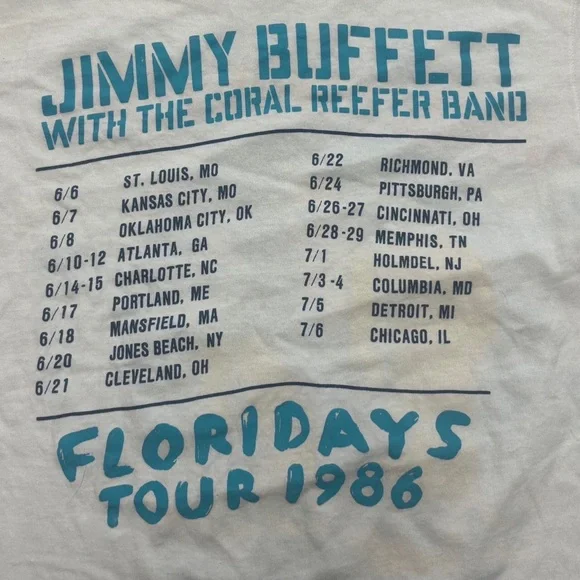 JIMMY BUFFETT
WITH THE CORAL REEFER BAND
6/6 ST. LOUIS, MO
6/7 KANSAS CITY, MO
6/8 OKLAHOMA CITY, OK
6/10-12 ATLANTA, GA
6/14-15 CHARLOTTE, NC
6/17 PORTLAND, ME
6/18 MANSFIELD, MA
6/20 JONES BEACH, NY
6/21 CLEVELAND, OH
6/22 RICHMOND, VA
6/24 PITTSBURGH, PA
6/26-27 CINCINNATI, OH
6/28-29 MEMPHIS, TN
7/1 HOLMDEL, NJ
7/3-4 COLUMBIA, MD
7/5 DETROIT, MI
7/6 CHICAGO, IL
FLORIDAYS
TOUR 1986